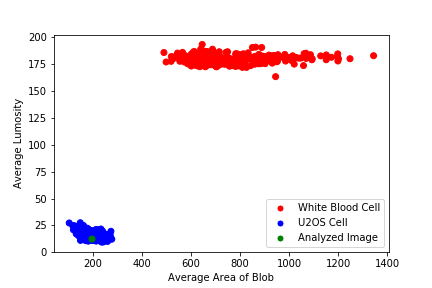 200
175
150
125
100
75
50
25
0
Average Lumosity
White Blood Cell
U2OS Cell
Analyzed Image
200 400 600 800 1000 1200 1400
Average Area of Blob